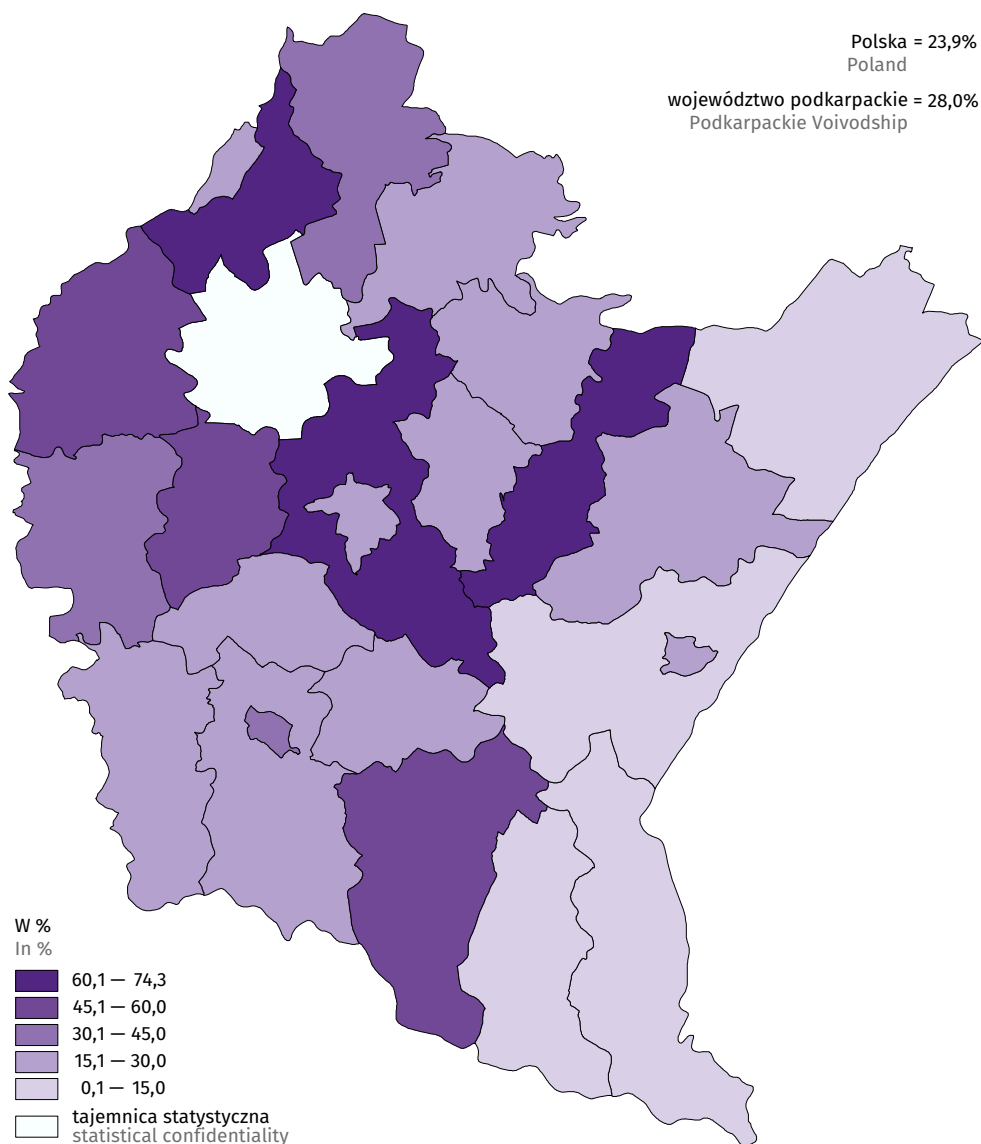 Polska = 23,9%
Poland
województwo podkarpackie = 28,0%
Podkarpackie Voivodship
W %
In %
60,1 — 74,3
45,1 — 60,0
30,1 — 45,0
15,1 — 30,0
0,1 — 15,0
tajemnica statystyczna
statistical confidentiality